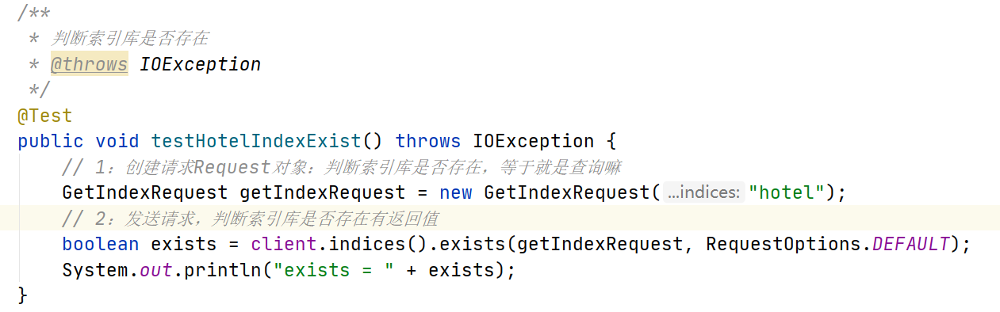 /**
 * 判断索引库是否存在
 * @throws IOException
 */
@Test
public void testHotelIndexExist() throws IOException {
    // 1：创建请求Request对象：判断索引库是否存在，等于就是查询嘛
    GetIndexRequest getIndexRequest = new GetIndexRequest( ...indices: "hotel");
    // 2：发送请求，判断索引库是否存在有返回值
    boolean exists = client.indices().exists(getIndexRequest, RequestOptions.DEFAULT);
    System.out.println("exists = " + exists);
}